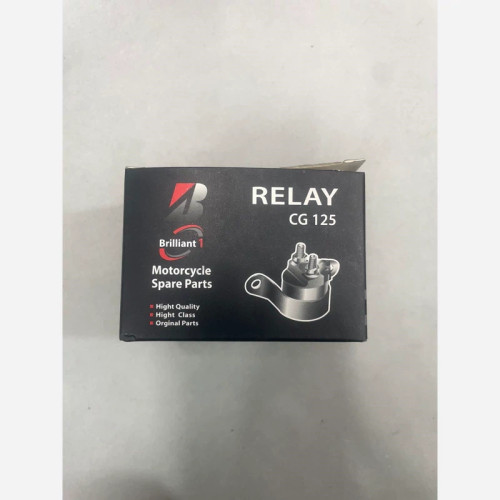 RELAY
CG 125
B
Brilliant 1
Motorcycle
Spare Parts
Hight Quality
Hight Class
Orginal Parts